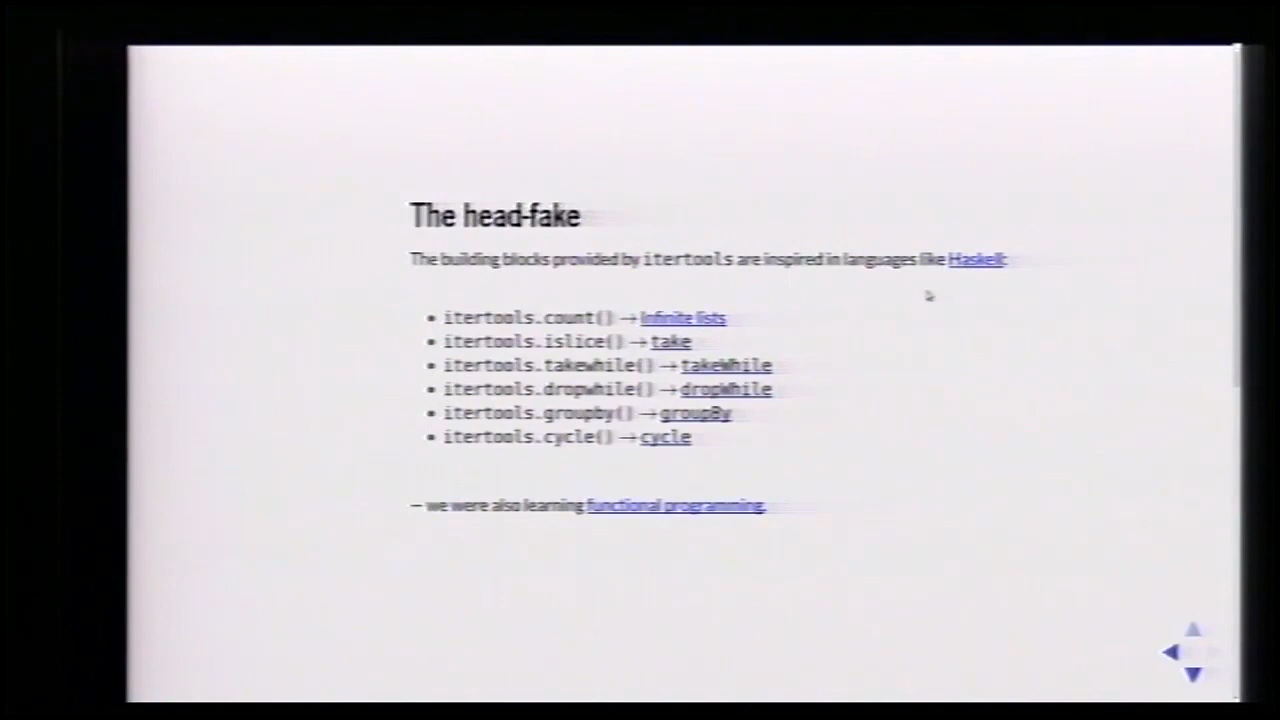 The head-fake
The building blocks provided by itertools are inspired in languages like Haskell:
• itertools.count() → Infinite lists
• itertools.islice() → take
• itertools.takewhile() → takeWhile
• itertools.dropwhile() → dropWhile
• itertools.groupby() → groupBy
• itertools.cycle() → cycle
— we were also learning functional programming.